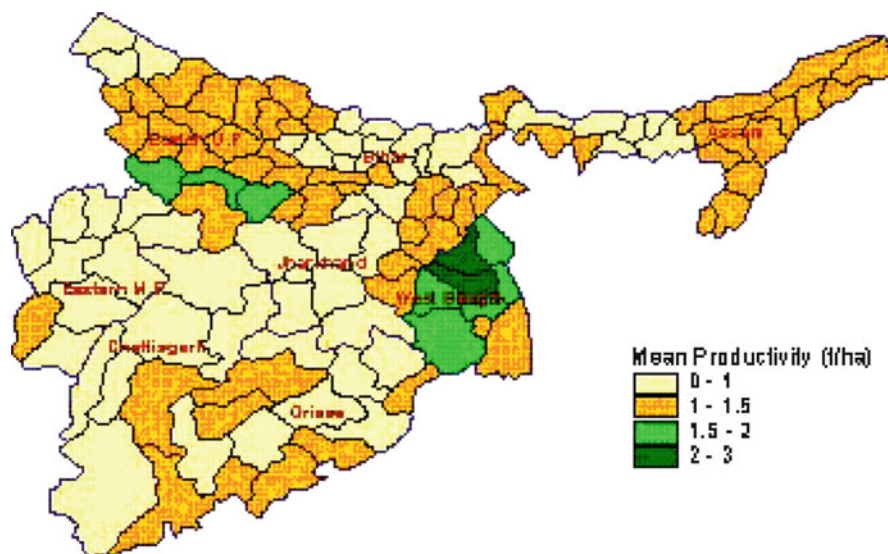 Eastern U.P.
Bihar
Assam
Jharkhand
Eastern M.P.
West Bengal
Chattisgarh
Orissa
Mean Productivity (t/ha)
0 - 1
1 - 1.5
1.5 - 2
2 - 3